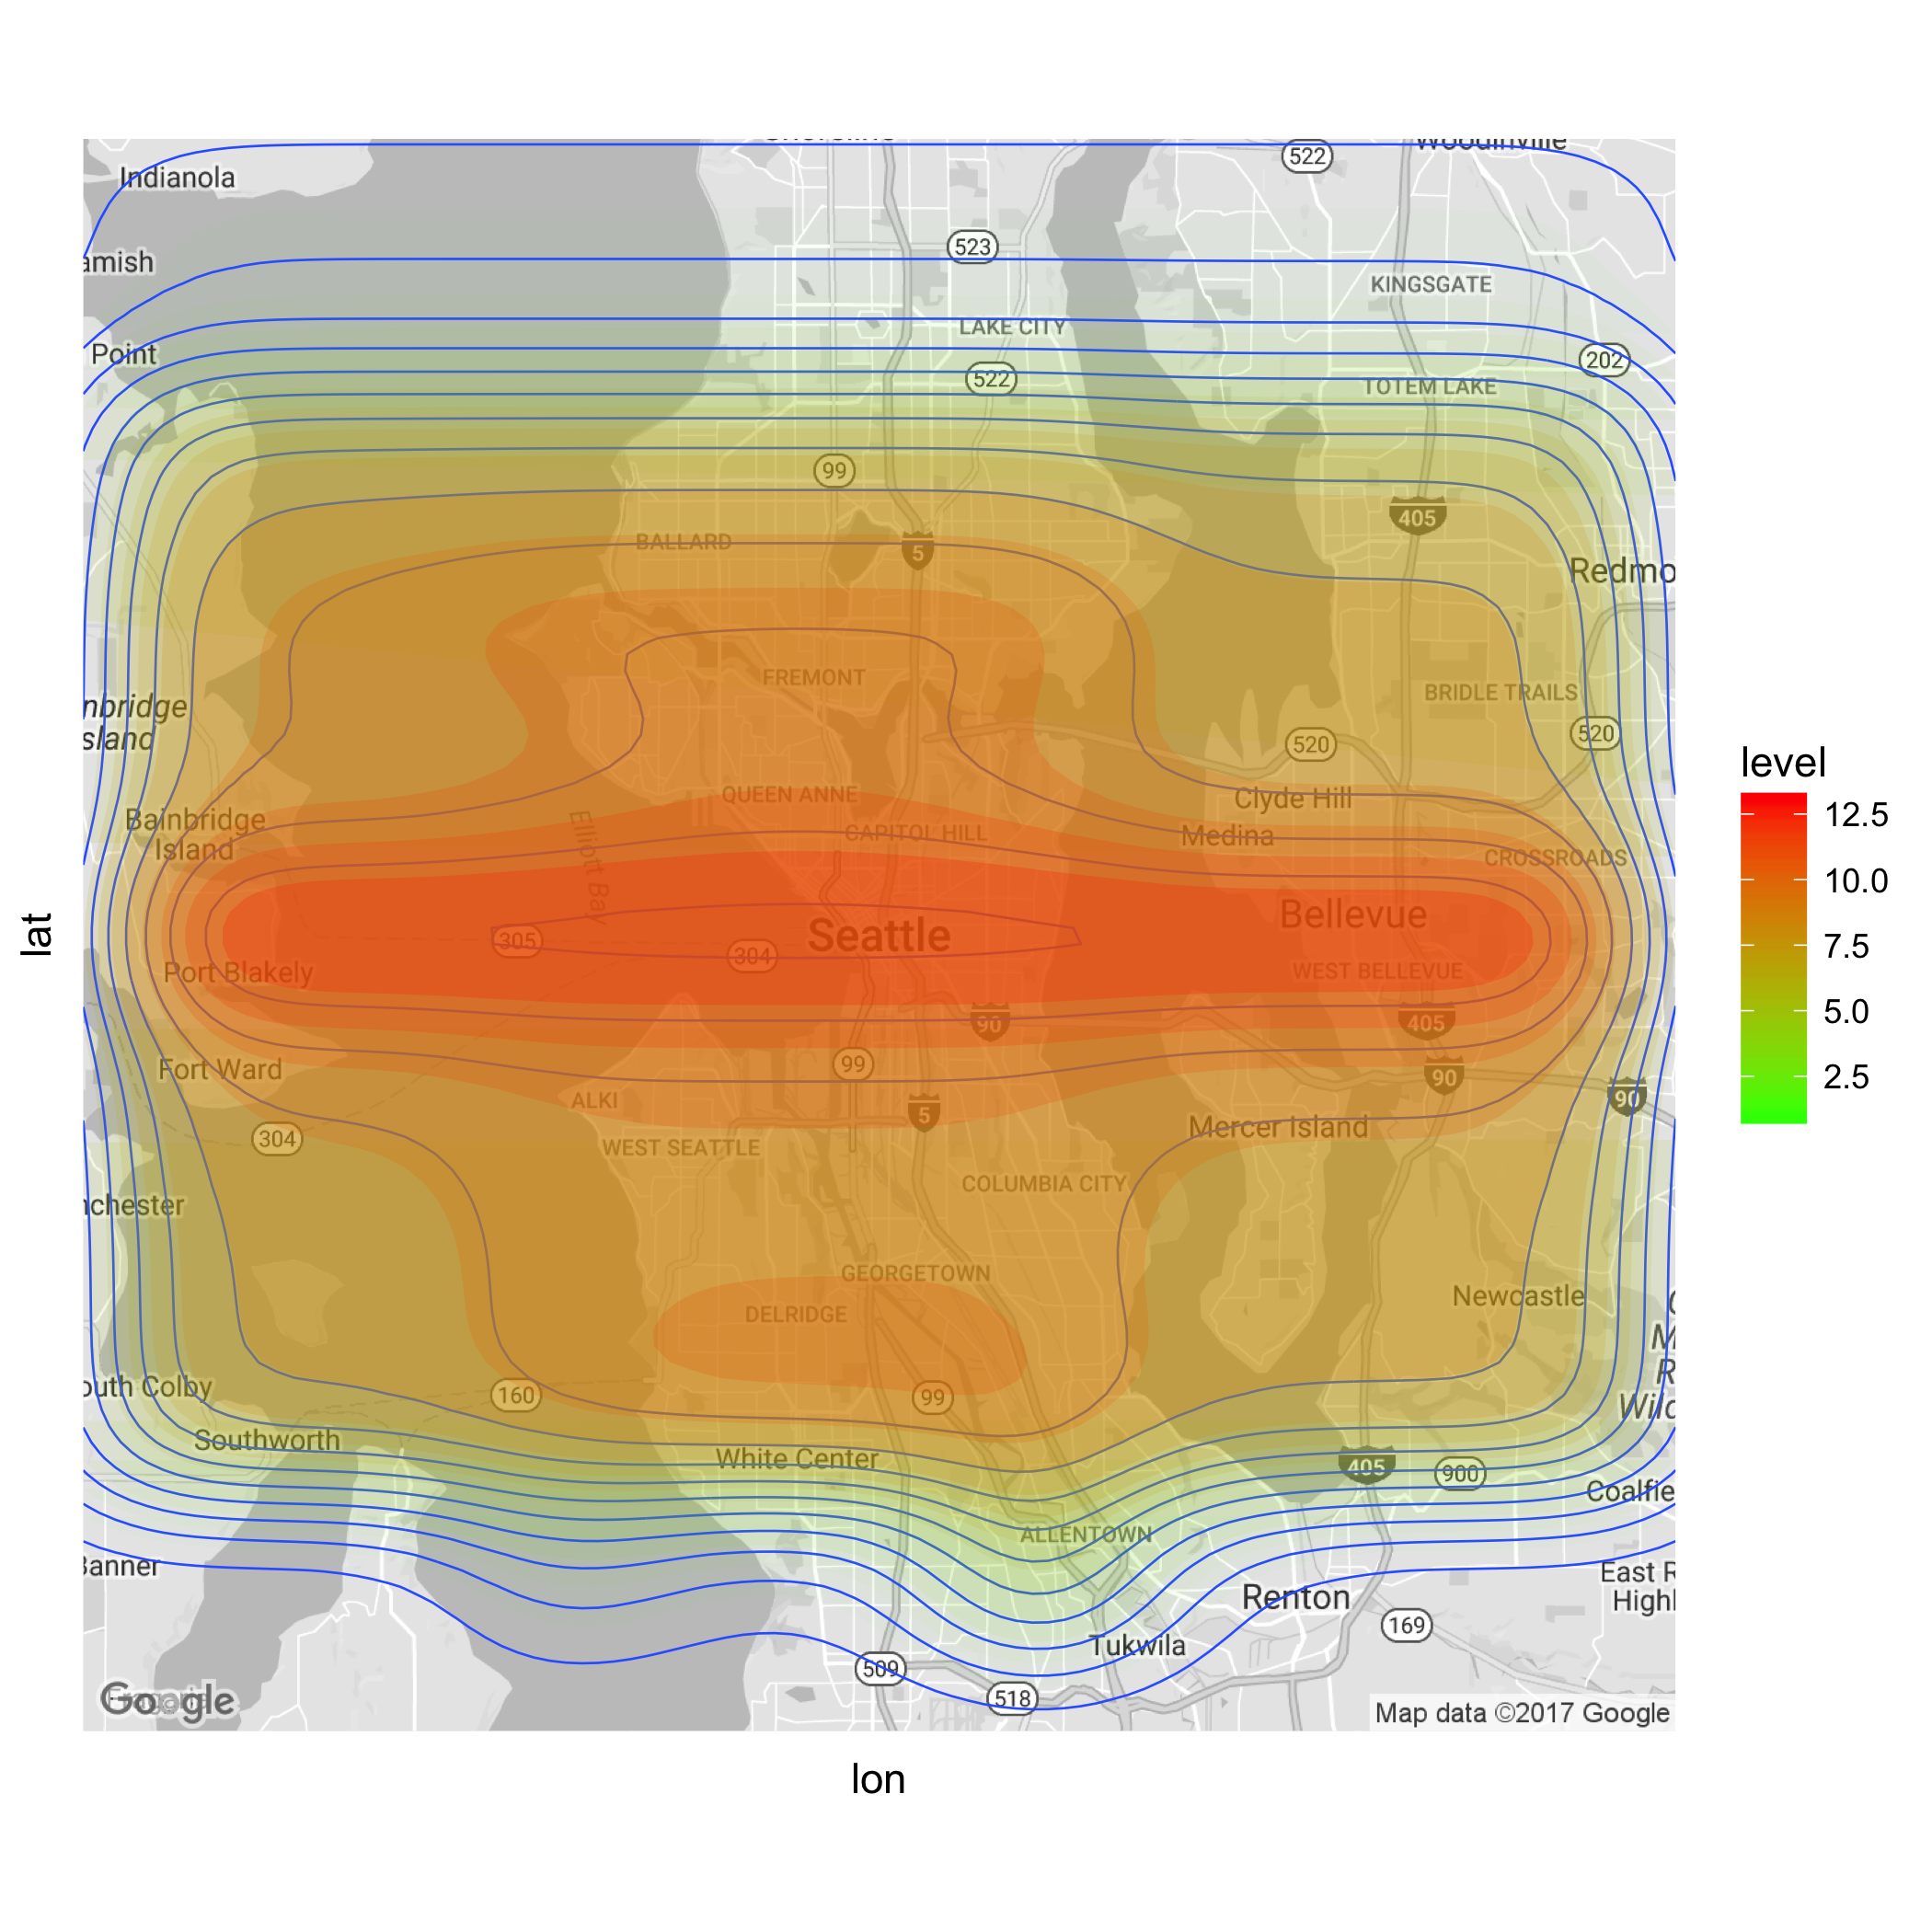 Woodinville
522
Indianola
523
amish
KINGSGATE
LAKE CITY
Point
202
522
TOTEM LAKE
99
405
BALLARD
5
Redmo
FREMONT
BRIDLE TRAILS
nbridge
sland
520
520
QUEEN ANNE
Clyde Hill
level
Bainbridge
Island
Elliott Bay
CAPITOL HILL
Medina
CROSSROADS
12.5
10.0
7.5
5.0
2.5
lat
305
304
Seattle
Bellevue
Port Blakely
WEST BELLEVUE
90
405
Fort Ward
99
90
90
ALKI
5
304
WEST SEATTLE
Mercer Island
COLUMBIA CITY
nchester
GEORGETOWN
DELRIDGE
Newcastle
M
R
Wild
outh Colby
160
99
Southworth
White Center
405
900
Coalfie
ALLENTOWN
Banner
Renton
East R
Highl
169
Tukwila
509
518
Google
Map data ©2017 Google
lon